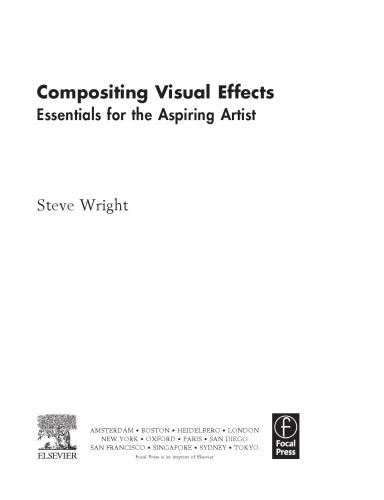 Compositing Visual Effects
Essentials for the Aspiring Artist
Steve Wright
AMSTERDAM • BOSTON • HEIDELBERG • LONDON
NEW YORK • OXFORD • PARIS • SAN DIEGO
SAN FRANCISCO • SINGAPORE • SYDNEY • TOKYO
Focal Press is an imprint of Elsevier
ELSEVIER
Focal
Press